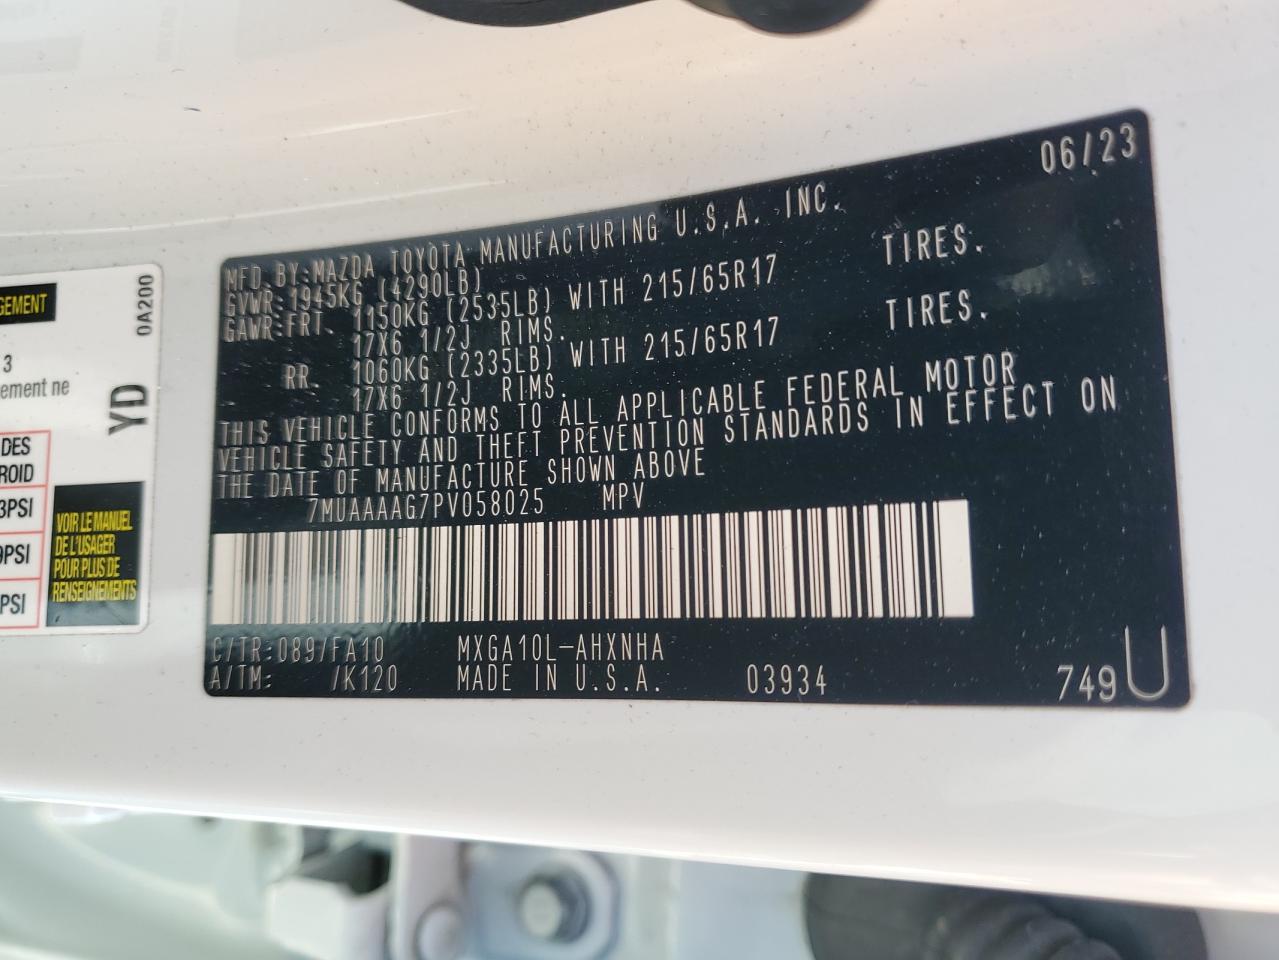 06/23
MFD.BY:MAZDA TOYOTA MANUFACTURING U.S.A. INC.
GVWR:1945KG (4290LB)
GAWR:FRT. 1150KG (2535LB) WITH 215/65R17 TIRES.
17X6 1/2J RIMS.
RR. 1060KG (2335LB) WITH 215/65R17 TIRES.
17X6 1/2J RIMS.
THIS VEHICLE CONFORMS TO ALL APPLICABLE FEDERAL MOTOR
VEHICLE SAFETY AND THEFT PREVENTION STANDARDS IN EFFECT ON
THE DATE OF MANUFACTURE SHOWN ABOVE
7MUAAAAG7PV058025 MPV
C/TR:089/FA10 MXGA10L-AHXNHA
A/TM: /K120 MADE IN U.S.A. 03934 749U
GEMENT
0A200
3
ement ne
YD
DES
ROID
3PSI
9PSI
PSI
VOIR LE MANUEL
DE L'USAGER
POUR PLUS DE
RENSEIGNEMENTS